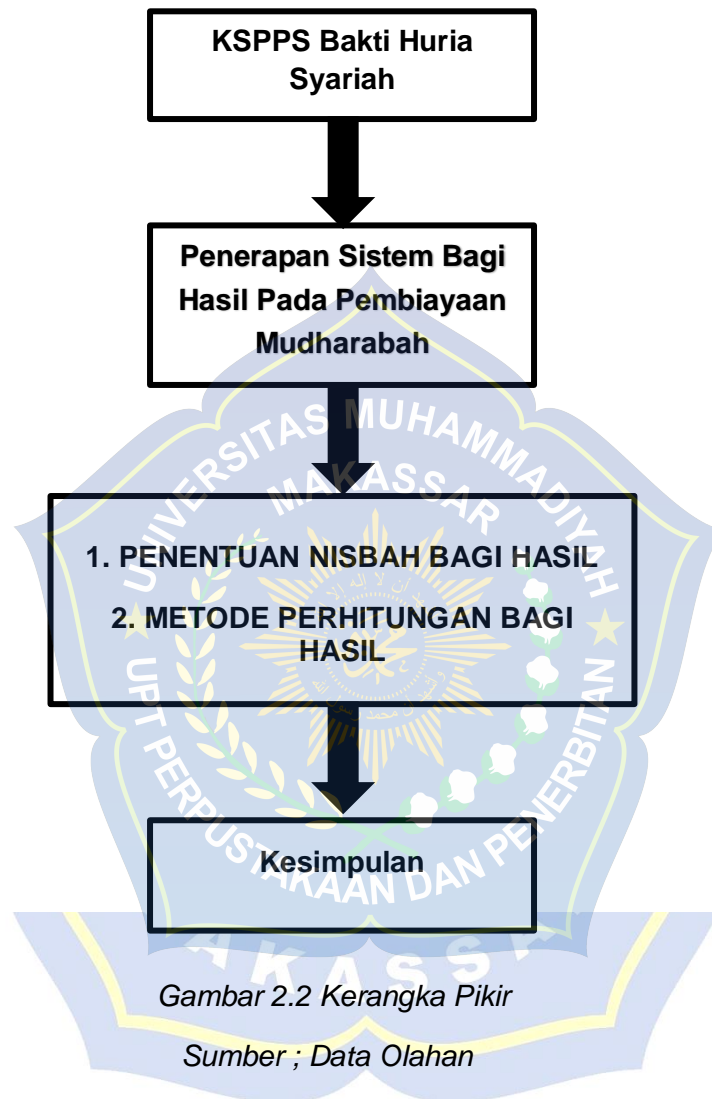 KSPPS Bakti Huria
Syariah
Penerapan Sistem Bagi
Hasil Pada Pembiayaan
Mudharabah
UNIVERSITAS MUHAMMADIYAH
MAKASSAR
1. PENENTUAN NISBAH BAGI HASIL
2. METODE PERHITUNGAN BAGI
HASIL
UPT PERPUSTAKAAN DAN PENERBITAN
Kesimpulan
AKASSA
Gambar 2.2 Kerangka Pikir
Sumber ; Data Olahan